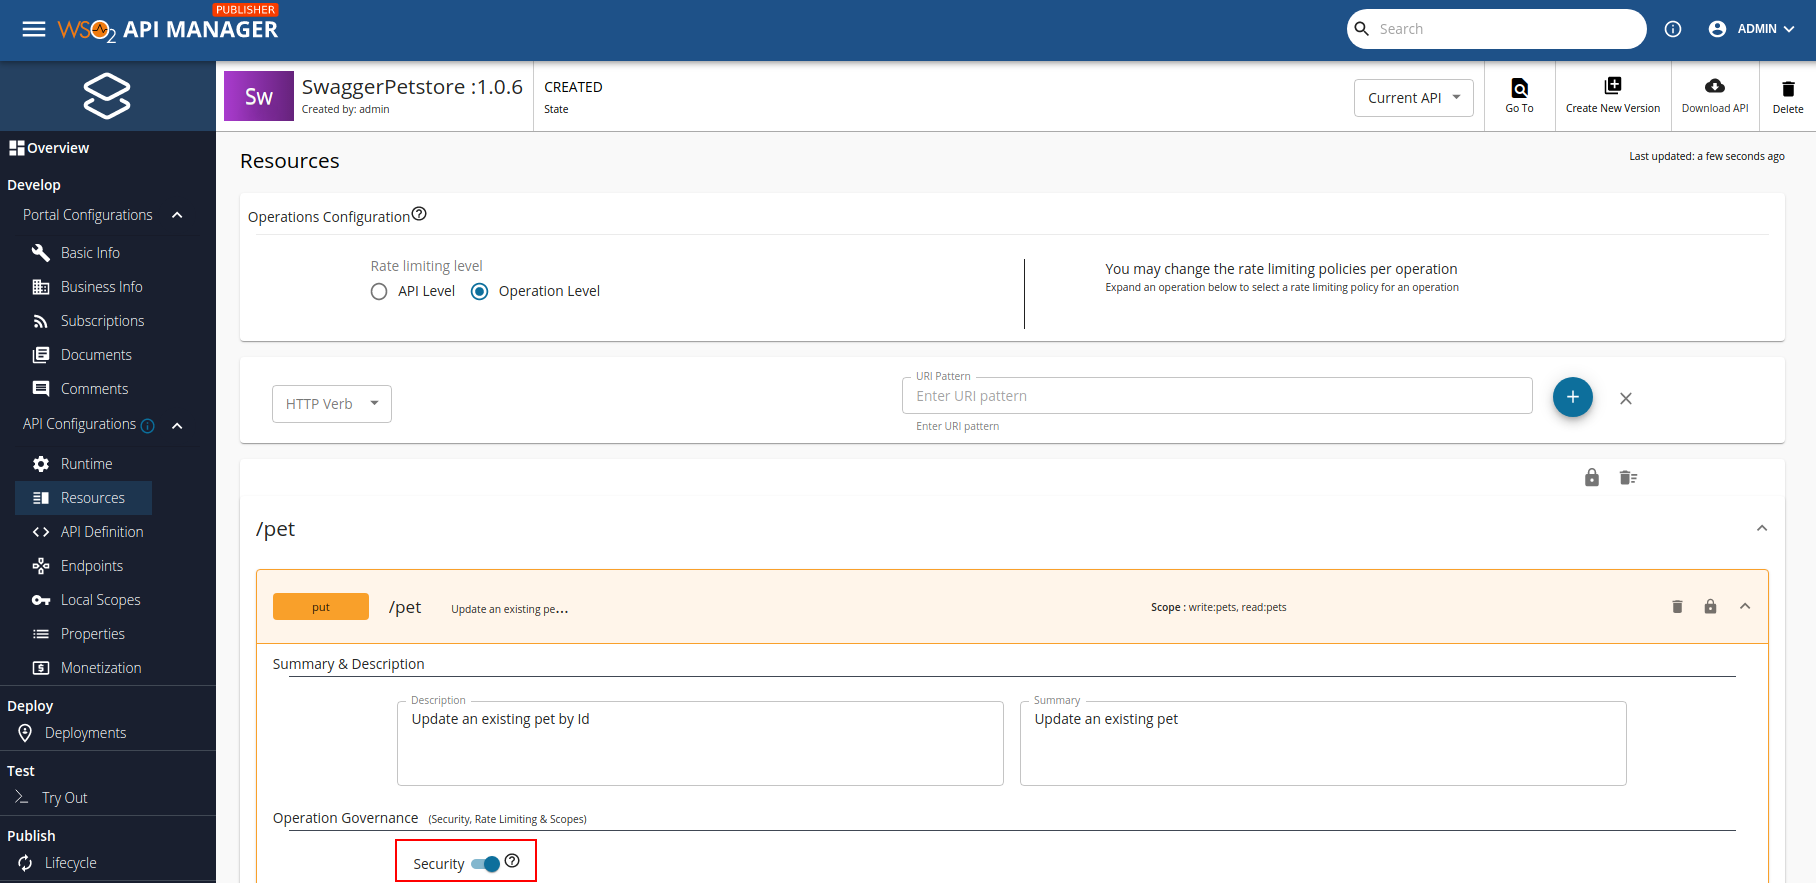 PUBLISHER
WSO2 API MANAGER
Search
ADMIN
Sw
SwaggerPetstore :1.0.6
Created by: admin
CREATED
State
Current API
Go To
Create New Version
Download API
Delete
Overview
Develop
Portal Configurations
Basic Info
Business Info
Subscriptions
Documents
Comments
API Configurations
Runtime
Resources
API Definition
Endpoints
Local Scopes
Properties
Monetization
Deploy
Deployments
Test
Try Out
Publish
Lifecycle
Resources
Last updated: a few seconds ago
Operations Configuration
Rate limiting level
API Level
Operation Level
You may change the rate limiting policies per operation
Expand an operation below to select a rate limiting policy for an operation
HTTP Verb
URI Pattern
Enter URI pattern
Enter URI pattern
/pet
put
/pet
Update an existing pe...
Scope : write:pets, read:pets
Summary & Description
Description
Update an existing pet by Id
Summary
Update an existing pet
Operation Governance (Security, Rate Limiting & Scopes)
Security